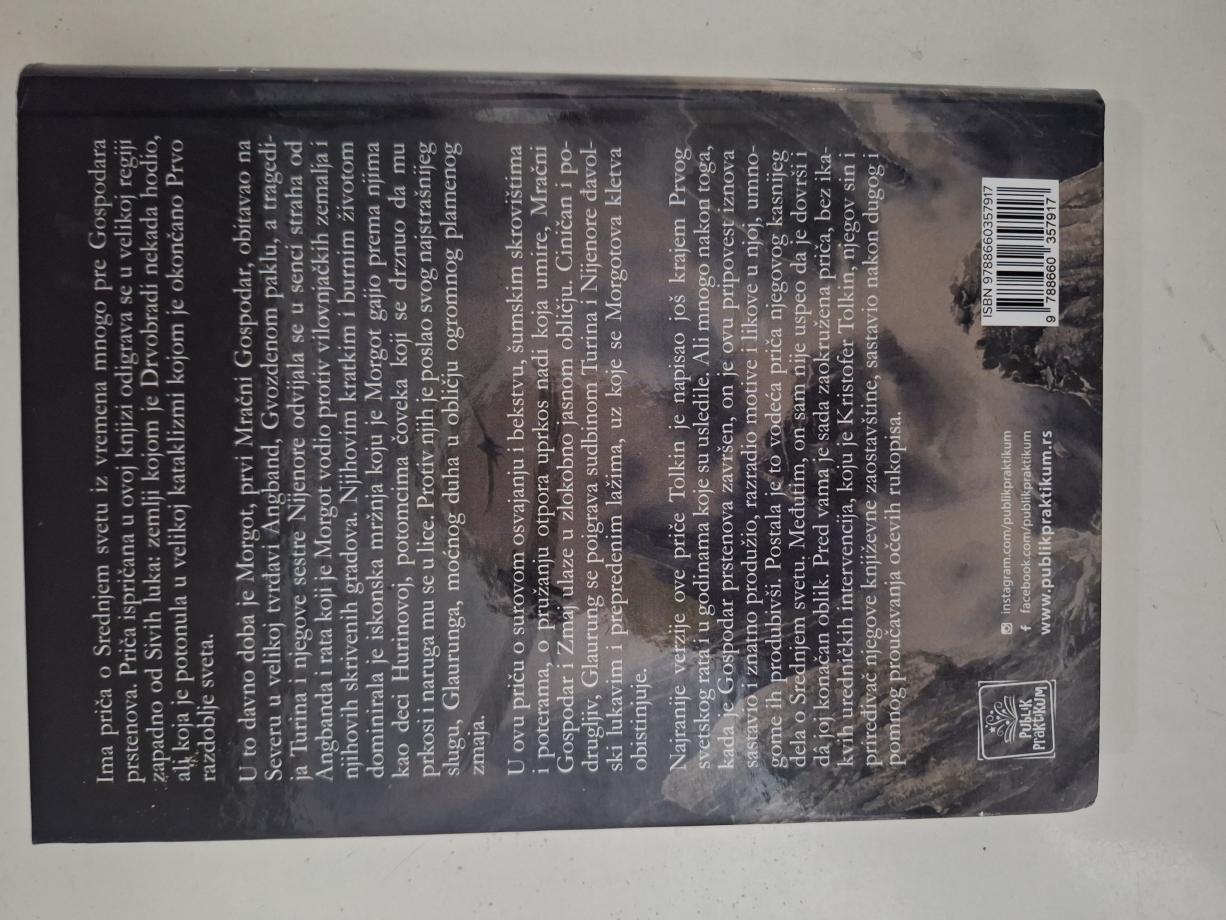 Ima priča o Srednjem svetu iz vremena mnogo pre Gospodara
prstenova. Priča ispričana u ovoj knjizi odigrava se u velikoj regiji
zapadno od Sivih luka: zemlji kojom je Drvobradi nekada hodio,
ali koja je potonula u velikoj kataklizmi kojom je okončano Prvo
razdoblje sveta.
U to davno doba je Morgot, prvi Mračni Gospodar, obitavao na
Severu u velikoj tvrđavi Angband, Gvozdenom paklu, a tragedi-
ja Turina i njegove sestre Nijenore odvijala se u senci straha od
Angbanda i rata koji je Morgot vodio protiv vilovnjačkih zemalja i
njihovih skrivenih gradova. Njihovim kratkim i burnim životom
dominirala je iskonska mržnja koju je Morgot gajio prema njima
kao deci Hurinovoj, potomcima čoveka koji se drznuo da mu
prkosi i naruga mu se u lice. Protiv njih je poslao svog najstrašnijeg
slugu, Glaurunga, moćnog duha u obličju ogromnog plamenog
zmaja.
U ovu priču o surovom osvajanju i bekstvu, šumskim skrovištima
i poterama, o pružanju otpora uprkos nadi koja umire, Mračni
Gospodar i Zmaj ulaze u zlokobno jasnom obličju. Ciničan i po-
drugljiv, Glaurung se poigrava sudbinom Turina i Nijenore đavol-
ski lukavim i prepredenim lažima, uz koje se Mogotova kletva
obistinjuje.
Najranije verzije ove priče Tolkin je napisao još krajem Prvog
svetskog rata i u godinama koje su usledile. Ali mnogo nakon toga,
kada je Gospodar prstenova završen, on je ovu pripovest iznova
sastavio i znatno produžio, razradio motive i likove u njoj, umno-
gome ih produbivši. Postala je to vodeća priča njegovog kasnijeg
dela o Srednjem svetu. Međutim, on sam nije uspeo da je dovrši i
dâ joj konačan oblik. Pred vama je sada zaokružena priča, bez ika-
kvih uredničkih intervencija, koju je Kristofer Tolkin, njegov sin i
priređivač njegove književne zaostavštine, sastavio nakon dugog i
pomnog proučavanja očevih rukopisa.
PUBLIK
PRAKTIKUM
instagram.com/publikpraktikum
facebook.com/publikpraktikum
www.publikpraktikum.rs
ISBN 9788660357917
9 788660 357917